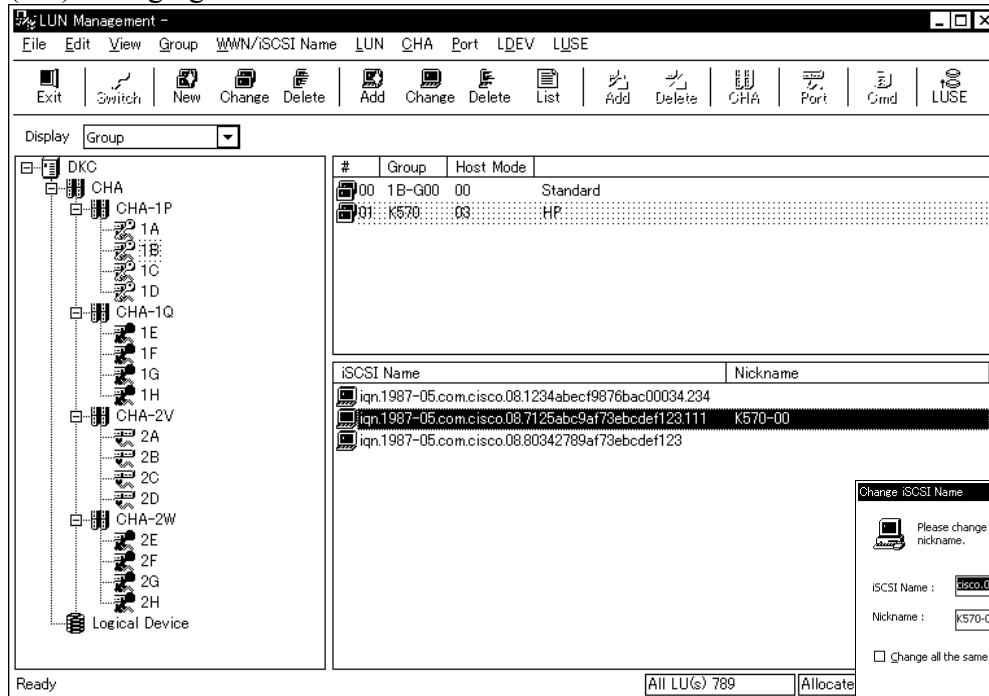 LUN Management -
File Edit View Group WWN/iSCSI Name LUN CHA Port LDEV LUSE
Exit Switch New Change Delete Add Change Delete List Add Delete CHA Port Cmd LUSE
Display Group
DKC
CHA
CHA-1P
1A
1B
1C
1D
CHA-1Q
1E
1F
1G
1H
CHA-2V
2A
2B
2C
2D
CHA-2W
2E
2F
2G
2H
Logical Device
# Group Host Mode
00 1B-G00 00 Standard
01 K570 03 HP
iSCSI Name Nickname
iqn.1987-05.com.cisco.08.1234abecf9876bac00034.234
iqn.1987-05.com.cisco.08.7125abc9af73ebcdef123.111 K570-00
iqn.1987-05.com.cisco.08.80342789af73ebcdef123
Change iSCSI Name
Please change
nickname.
iSCSI Name : cisco.0
Nickname : K570-0
Change all the same
Ready All LU(s) 789 Allocate